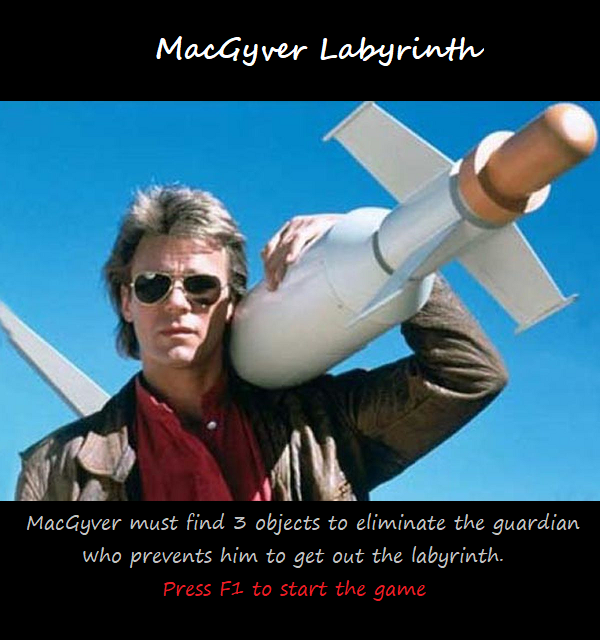 MacGyver Labyrinth
MacGyver must find 3 objects to eliminate the guardian
who prevents him to get out the labyrinth.
Press F1 to start the game